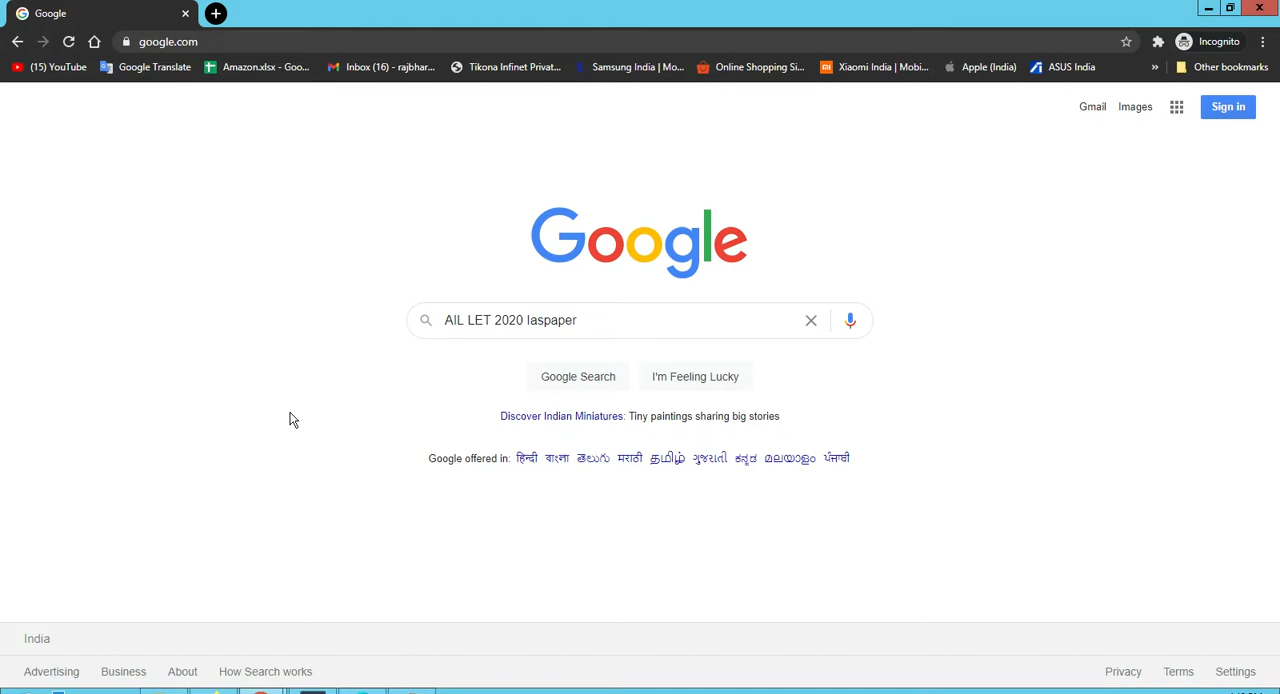 Google
google.com
Incognito
(15) YouTube
Google Translate
Amazon.xlsx - Goo...
Inbox (16) - rajbhar...
Tikona Infinet Privat...
Samsung India | Mo...
Online Shopping Si...
Xiaomi India | Mobi...
Apple (India)
ASUS India
»
Other bookmarks
Gmail Images Sign in
Google
AIL LET 2020 Iaspaper
Google Search I'm Feeling Lucky
Discover Indian Miniatures: Tiny paintings sharing big stories
Google offered in: हिन्दी বাংলা తెలుగు मराठी தமிழ் ગુજરાતી ಕನ್ನಡ മലയാളം ਪੰਜਾਬੀ
India
Advertising Business About How Search works Privacy Terms Settings